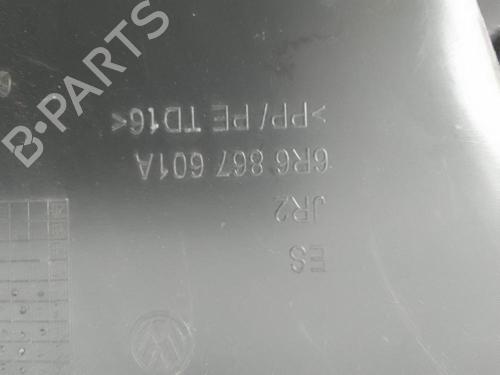 >PP/PE TD16<
6R6 867 601A
JR2
ES
B-PARTS